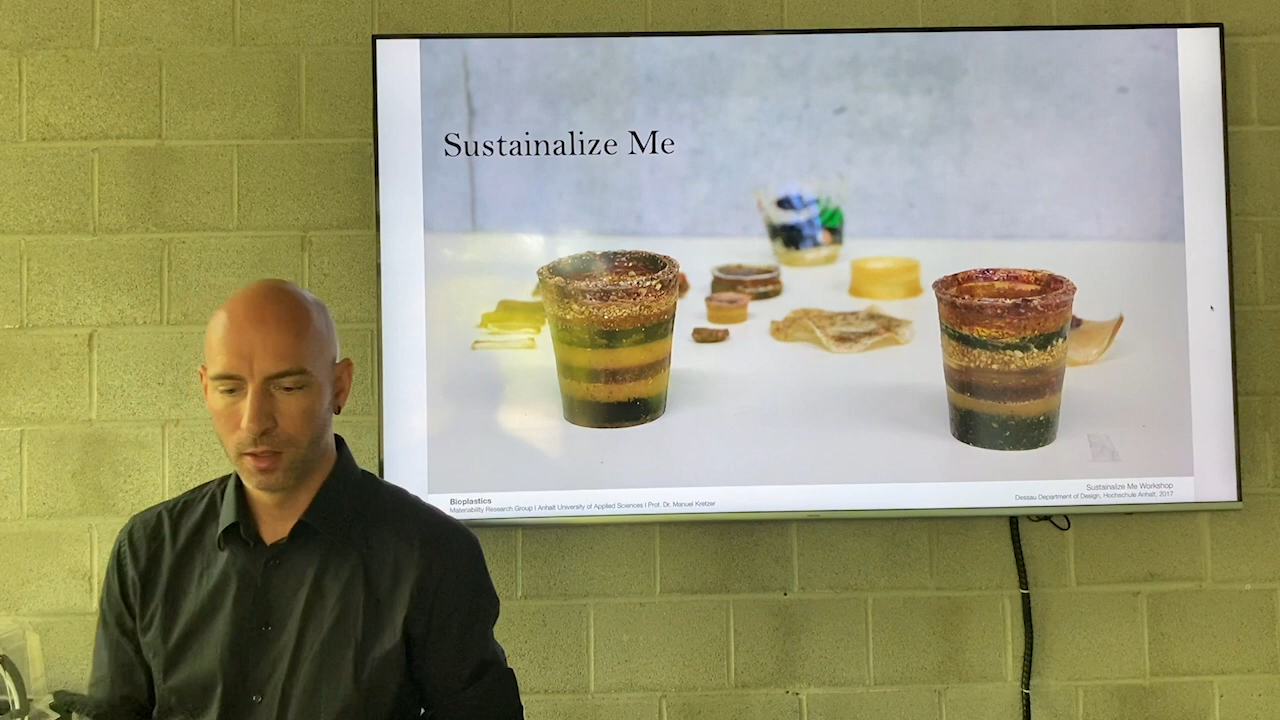 Sustainalize Me
Bioplastics
Materiability Research Group I Anhalt University of Applied Sciences I Prof. Dr. Manuel Kretzer
Sustainalize Me Workshop
Dessau Department of Design, Hochschule Anhalt, 2017